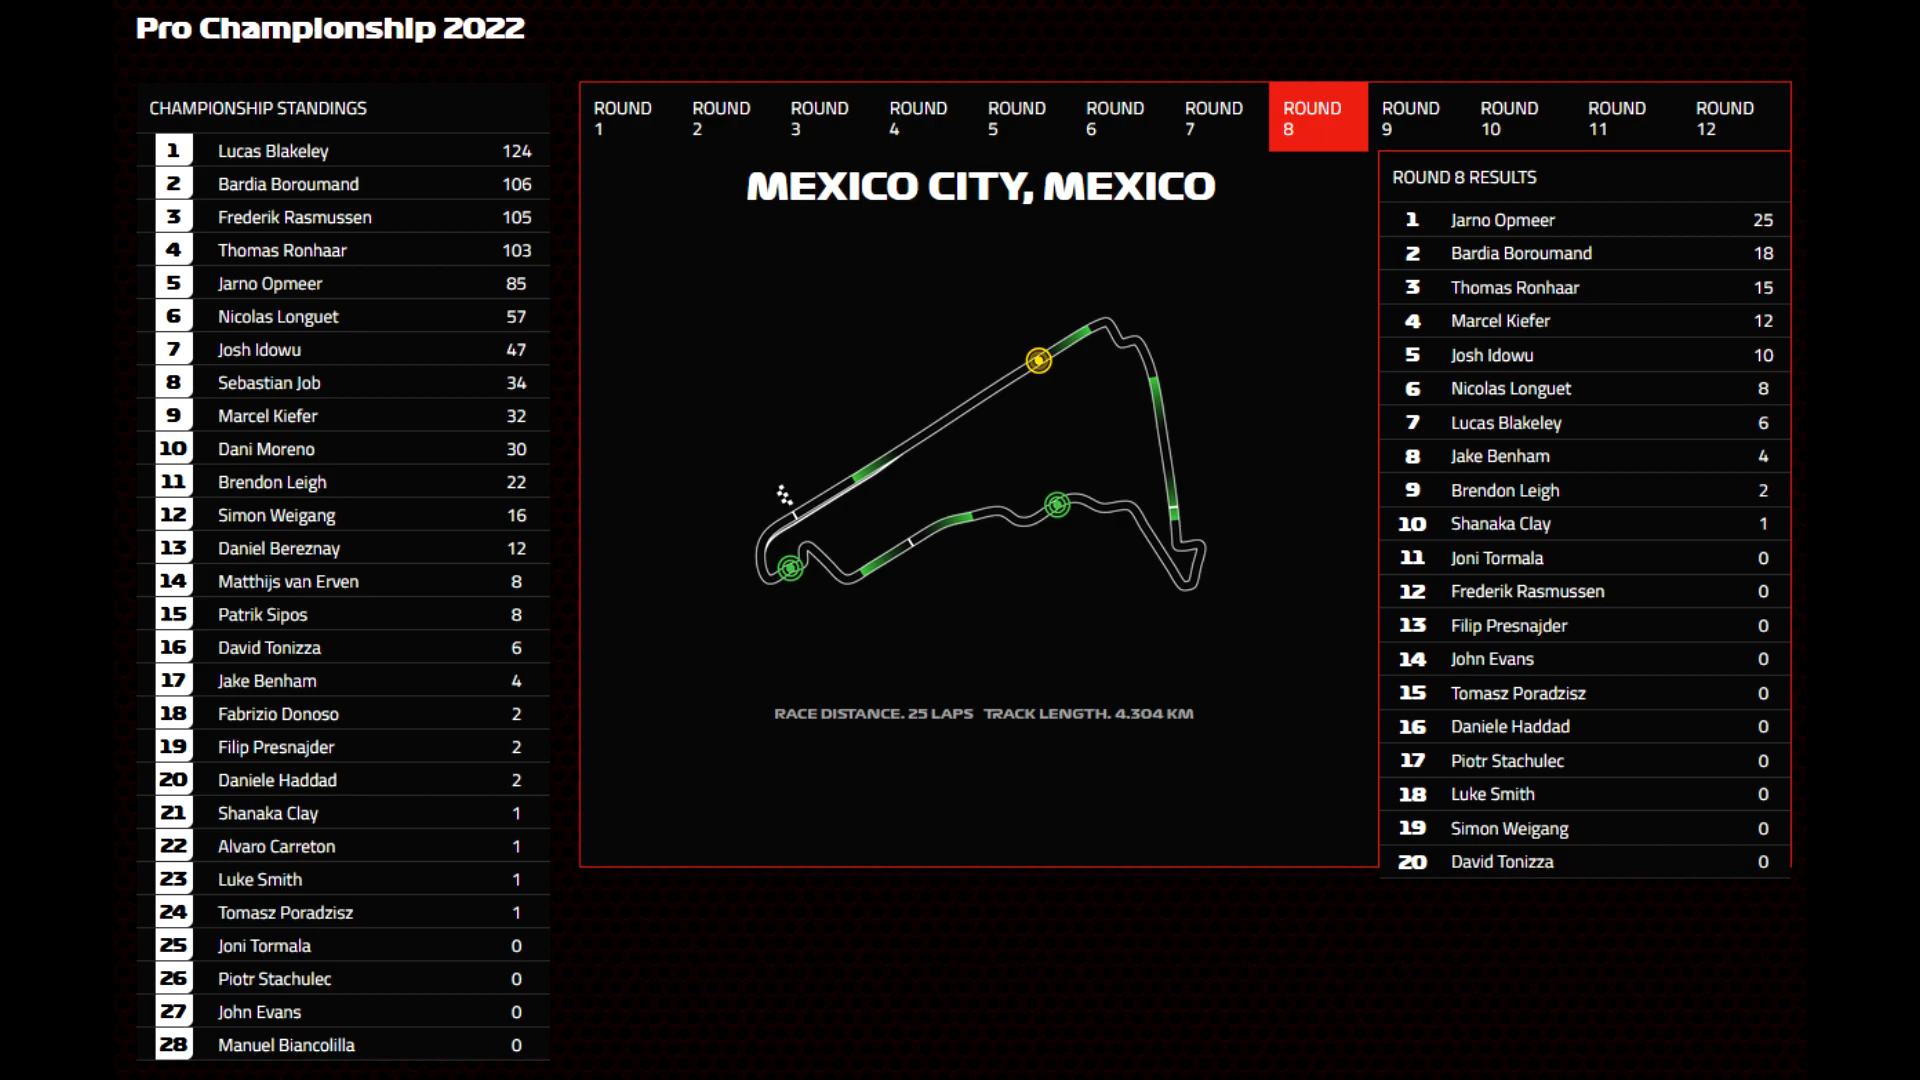 Pro Championship 2022
CHAMPIONSHIP STANDINGS
1 Lucas Blakeley 124
2 Bardia Boroumand 106
3 Frederik Rasmussen 105
4 Thomas Ronhaar 103
5 Jarno Opmeer 85
6 Nicolas Longuet 57
7 Josh Idowu 47
8 Sebastian Job 34
9 Marcel Kiefer 32
10 Dani Moreno 30
11 Brendon Leigh 22
12 Simon Weigang 16
13 Daniel Bereznay 12
14 Matthijs van Erven 8
15 Patrik Sipos 8
16 David Tonizza 6
17 Jake Benham 4
18 Fabrizio Donoso 2
19 Filip Presnajder 2
20 Daniele Haddad 2
21 Shanaka Clay 1
22 Alvaro Carreton 1
23 Luke Smith 1
24 Tomasz Poradzisz 1
25 Joni Tormala 0
26 Piotr Stachulec 0
27 John Evans 0
28 Manuel Biancolilla 0
ROUND 1
ROUND 2
ROUND 3
ROUND 4
ROUND 5
ROUND 6
ROUND 7
ROUND 8
ROUND 9
ROUND 10
ROUND 11
ROUND 12
MEXICO CITY, MEXICO
RACE DISTANCE. 25 LAPS TRACK LENGTH. 4.304 KM
ROUND 8 RESULTS
1 Jarno Opmeer 25
2 Bardia Boroumand 18
3 Thomas Ronhaar 15
4 Marcel Kiefer 12
5 Josh Idowu 10
6 Nicolas Longuet 8
7 Lucas Blakeley 6
8 Jake Benham 4
9 Brendon Leigh 2
10 Shanaka Clay 1
11 Joni Tormala 0
12 Frederik Rasmussen 0
13 Filip Presnajder 0
14 John Evans 0
15 Tomasz Poradzisz 0
16 Daniele Haddad 0
17 Piotr Stachulec 0
18 Luke Smith 0
19 Simon Weigang 0
20 David Tonizza 0